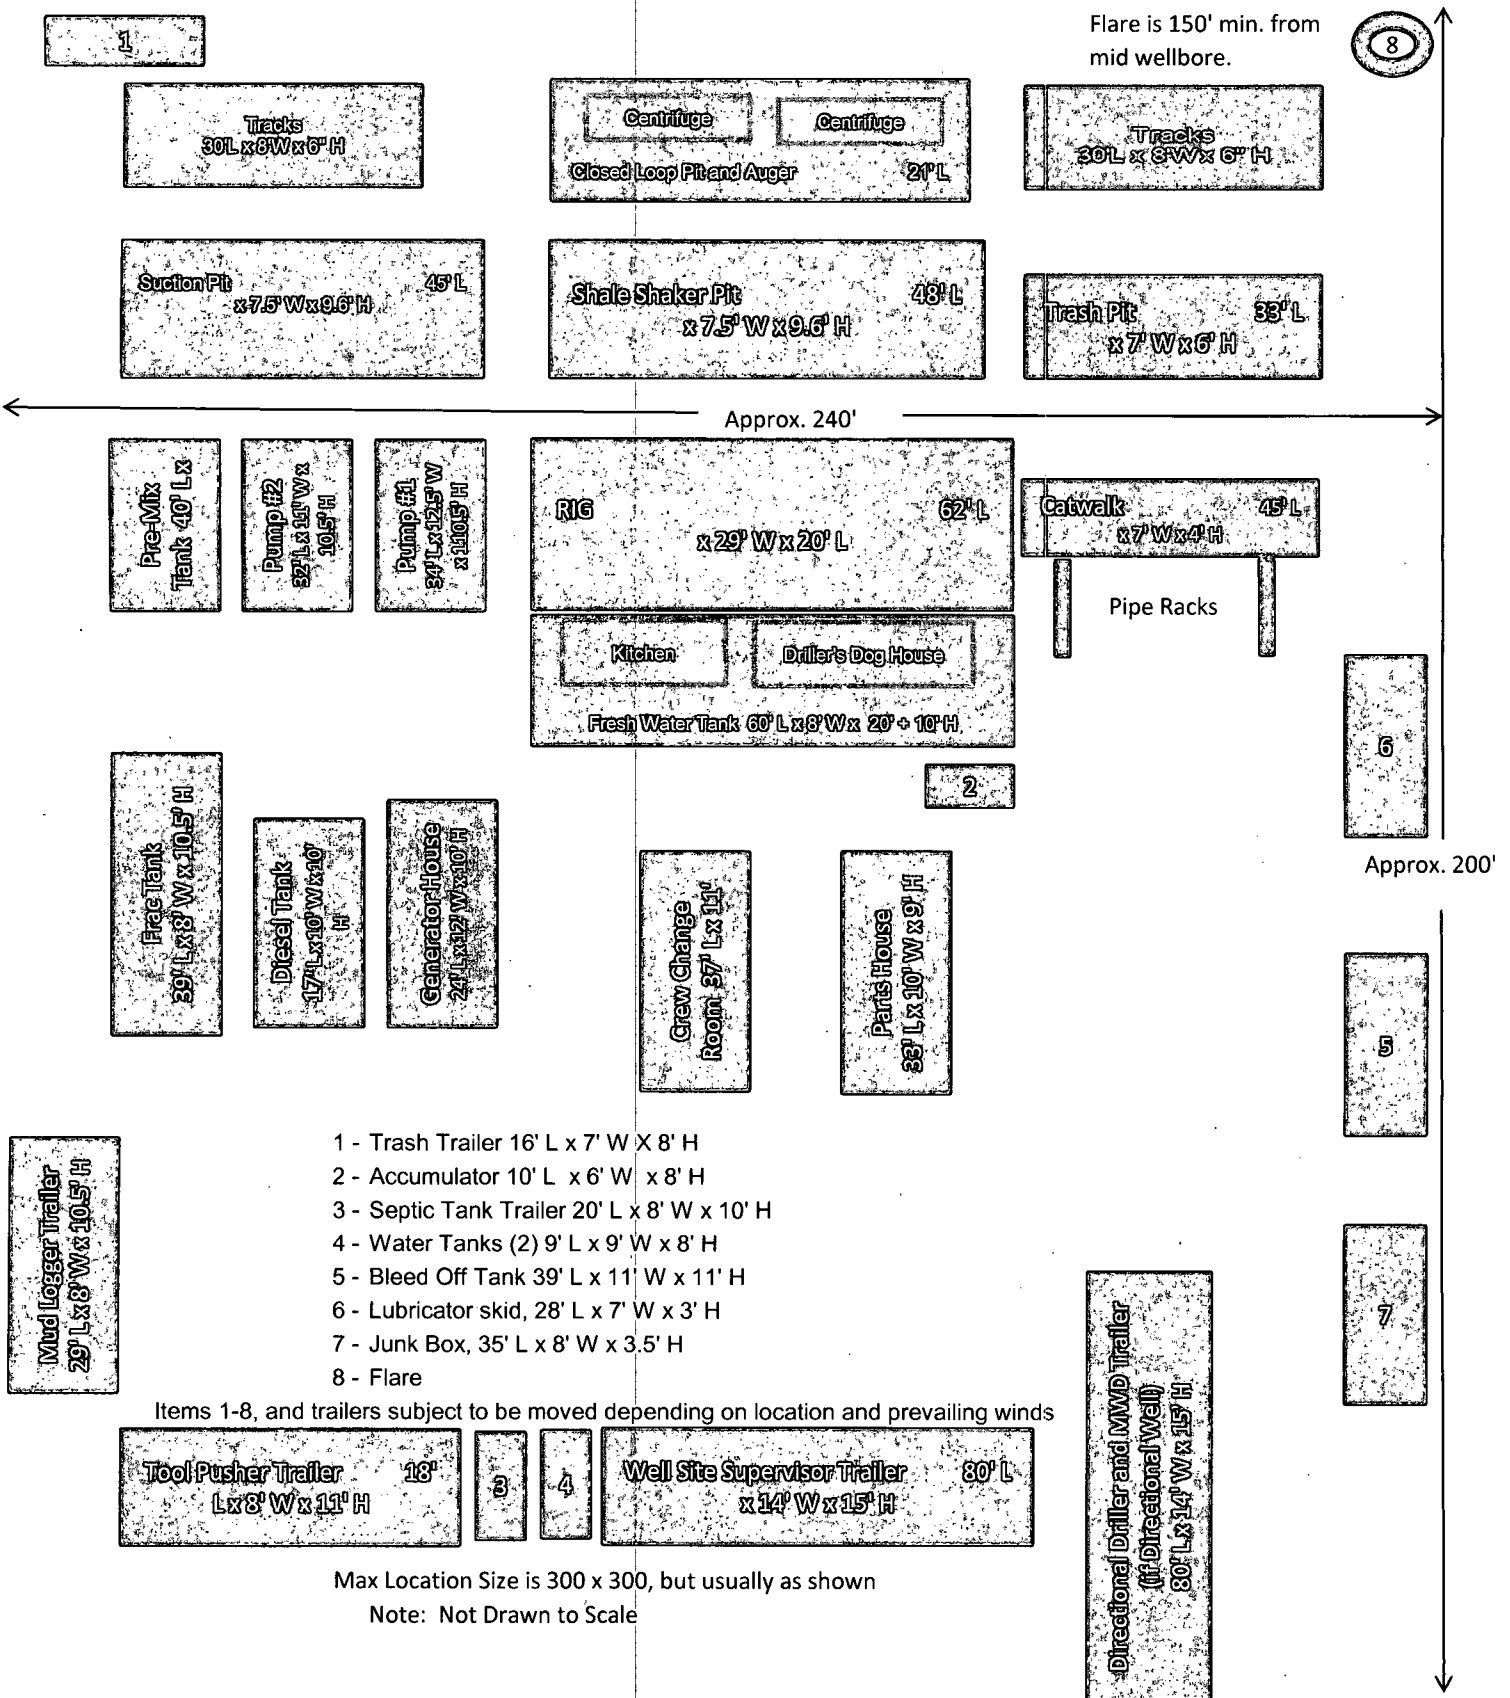 1
Flare is 150' min. from
mid wellbore.
8
Tracks
30'L x 8'W x 6" H
Centrifuge
Centrifuge
Closed Loop Pit and Auger 21' L
Tracks
30'L x 8'W x 6" H
Suction Pit 45' L
x 7.5' W x 9.6' H
Shale Shaker Pit 48' L
x 7.5' W x 9.6' H
Trash Pit 33' L
x 7' W x 6' H
Approx. 240'
Pre-Mix
Tank 40' L x
Pump #2
32' L x 11' W x
10.5' H
Pump #1
34' L x 12.5' W
x 110.5' H
RIG 62' L
x 29' W x 20' L
Catwalk 45' L
x 7' W x 4' H
Pipe Racks
Kitchen
Driller's Dog House
Fresh Water Tank 60' L x 8' W x 20' + 10' H
2
6
Frac Tank
39' L x 8' W x 10.5' H
Diesel Tank
17' L x 10' W x 10'
H
Generator House
24' L x 12' W x 10' H
Crew Change
Room 37' L x 11'
Parts House
33' L x 10' W x 9' H
Approx. 200'
5
Mud Logger Trailer
29' L x 8' W x 10.5' H
1 - Trash Trailer 16' L x 7' W X 8' H
2 - Accumulator 10' L x 6' W x 8' H
3 - Septic Tank Trailer 20' L x 8' W x 10' H
4 - Water Tanks (2) 9' L x 9' W x 8' H
5 - Bleed Off Tank 39' L x 11' W x 11' H
6 - Lubricator skid, 28' L x 7' W x 3' H
7 - Junk Box, 35' L x 8' W x 3.5' H
8 - Flare
7
Items 1-8, and trailers subject to be moved depending on location and prevailing winds
Tool Pusher Trailer 18'
L x 8' W x 11' H
3
4
Well Site Supervisor Trailer 80' L
x 14' W x 15' H
Directional Driller and MWD Trailer
(if Directional Well)
80' L x 14' W x 15' H
Max Location Size is 300 x 300, but usually as shown
Note: Not Drawn to Scale